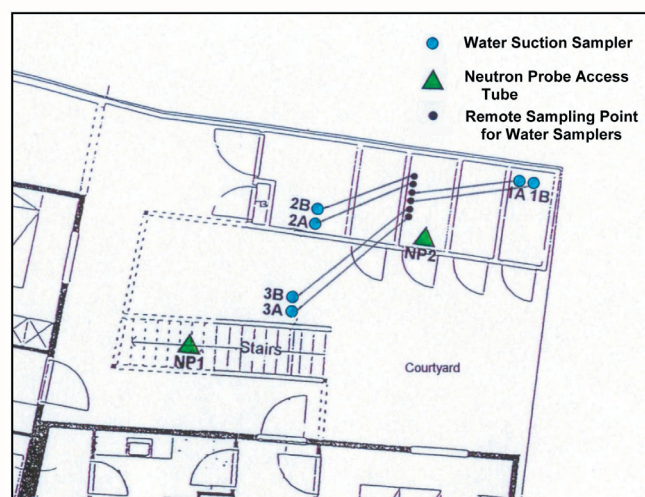 Water Suction Sampler
Neutron Probe Access
Tube
Remote Sampling Point
for Water Samplers
1A 1B
2B
2A
NP2
3B
3A
Stairs
NP1
Courtyard